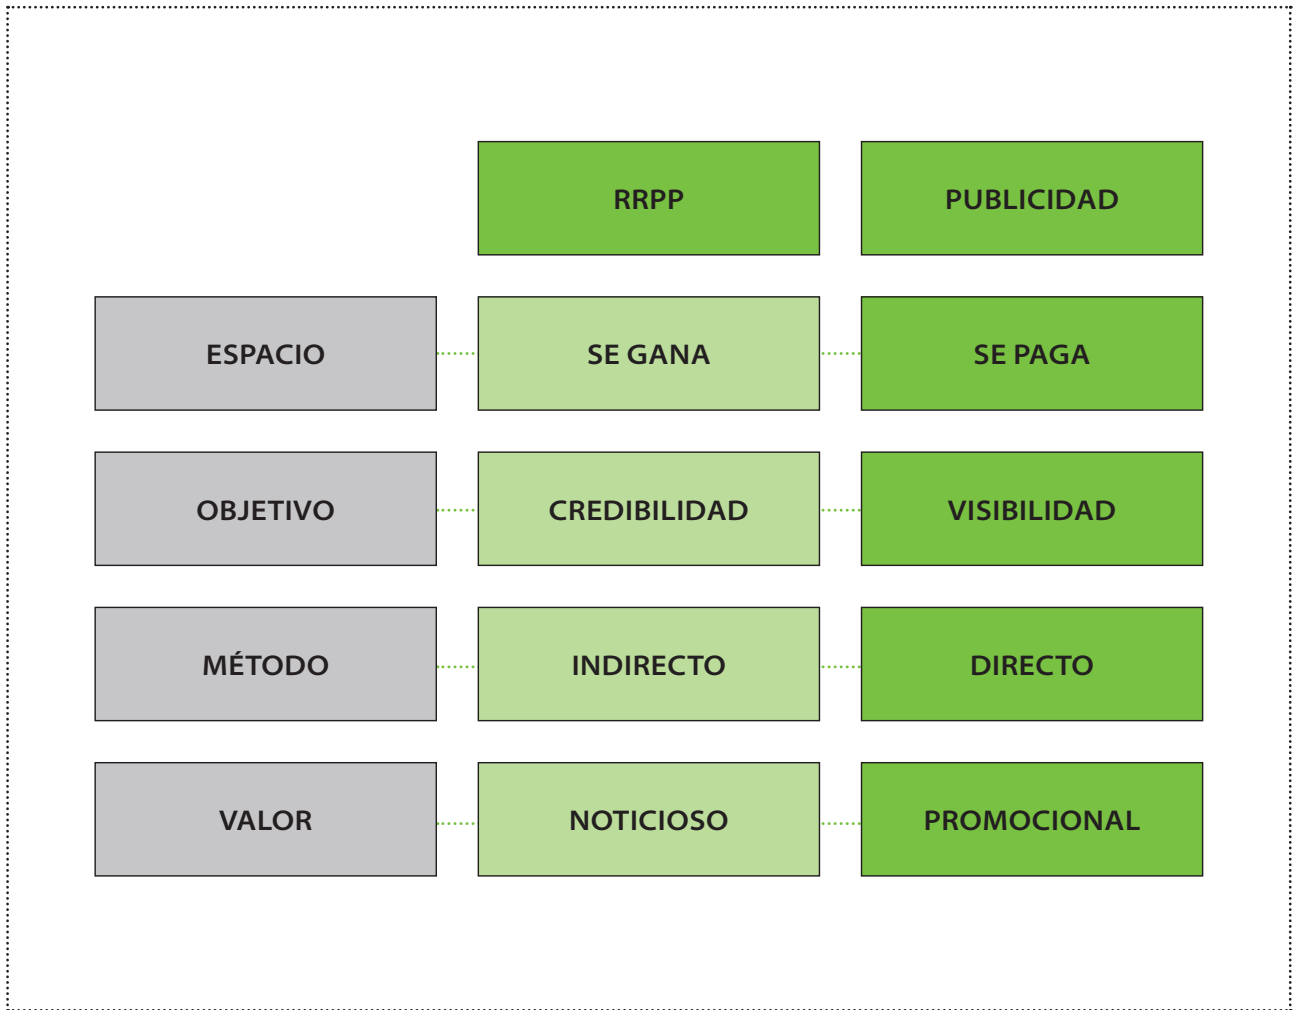 RRPP
PUBLICIDAD
ESPACIO
SE GANA
SE PAGA
OBJETIVO
CREDIBILIDAD
VISIBILIDAD
MÉTODO
INDIRECTO
DIRECTO
VALOR
NOTICIOSO
PROMOCIONAL